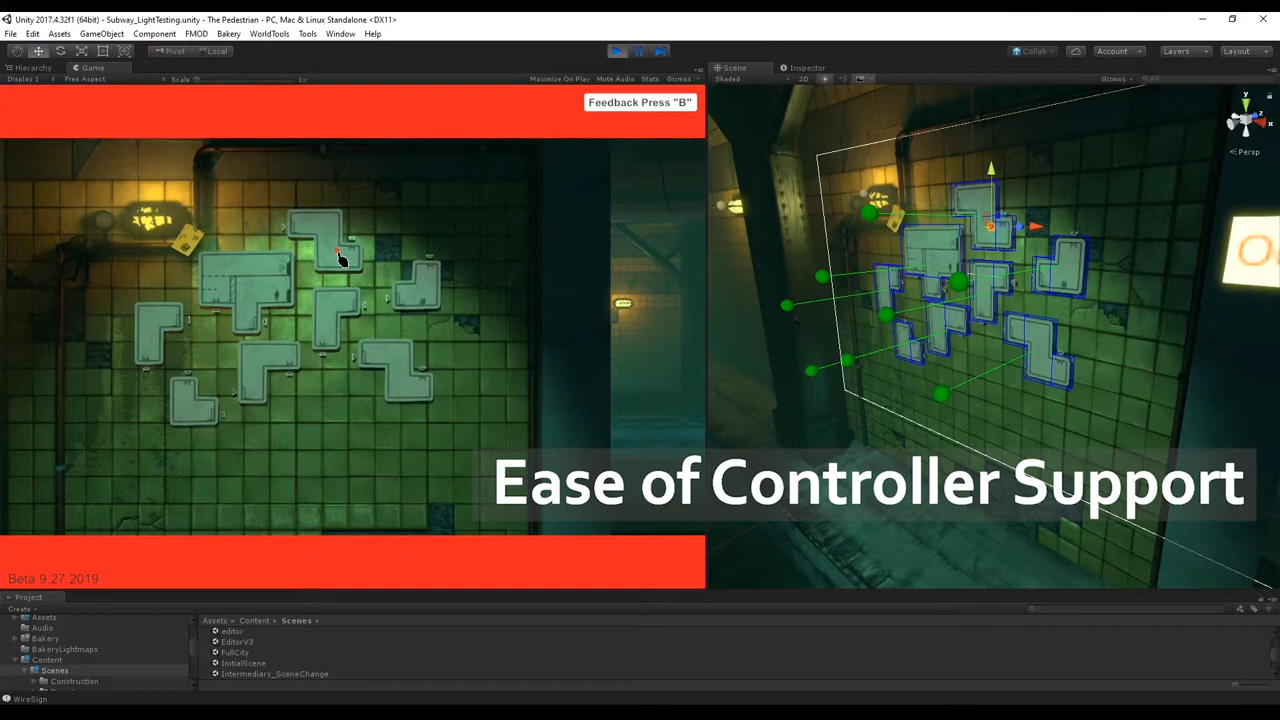 Unity 2017.4.32f1 (64bit) - Subway_LightTesting.unity - The Pedestrian - PC, Mac & Linux Standalone <DX11>
File Edit Assets GameObject Component FMOD Bakery WorldTools Tools Window Help
Pivot Local Collab Account Layers Layout
Hierarchy Game Scene Inspector
Display 1 Free Aspect Scale 1x Maximize On Play Mute Audio Stats Gizmos Shaded 2D Gizmos All
Feedback Press "B"
y
x
Persp
Ease of Controller Support
Beta 9.27.2019
Project
Create
Assets
Audio
Bakery
BakeryLightmaps
Content
Scenes
Construction
Assets Content Scenes
editor
EditorV3
FullCity
InitialScene
Intermediary_SceneChange
WireSign